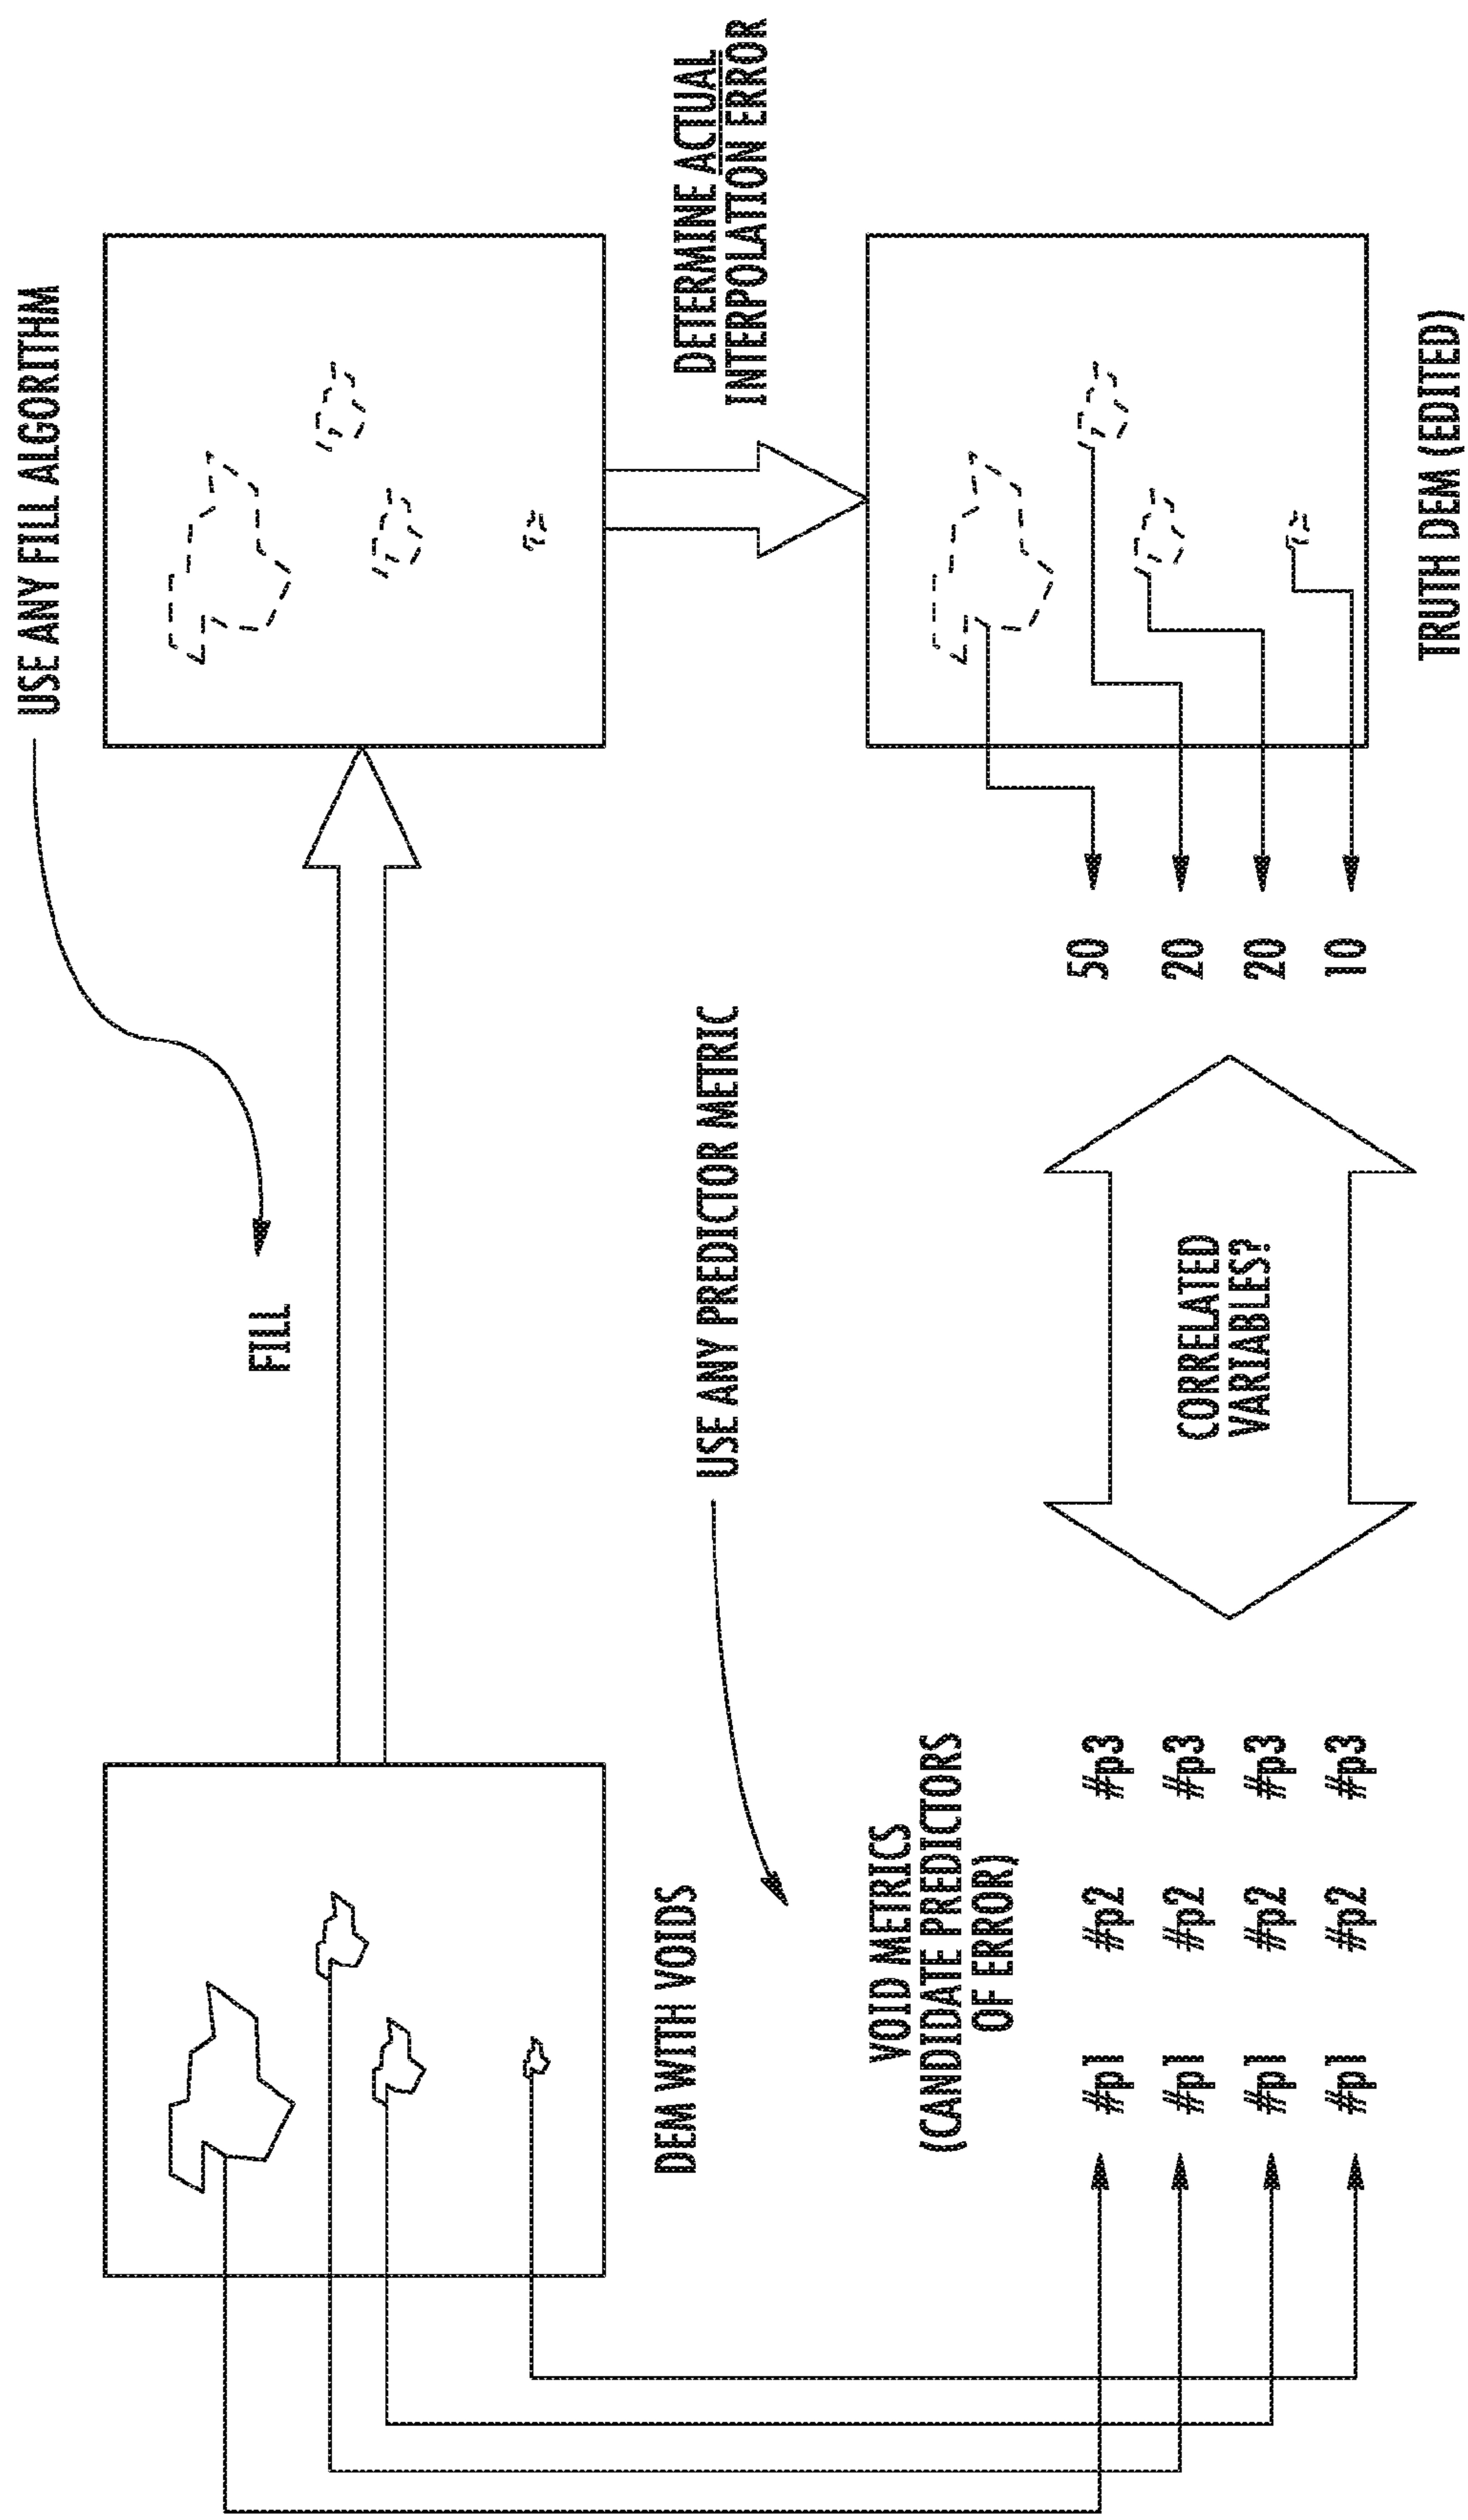 USE ANY FILL ALGORITHM
FILL
DEM WITH VOIDS
DETERMINE ACTUAL
INTERPOLATION ERROR
USE ANY PREDICTOR METRIC
VOID METRICS
(CANDIDATE PREDICTORS
OF ERROR)
#p1 #p2 #p3
#p1 #p2 #p3
#p1 #p2 #p3
#p1 #p2 #p3
CORRELATED
VARIABLES?
50
20
20
10
TRUTH DEM (EDITED)